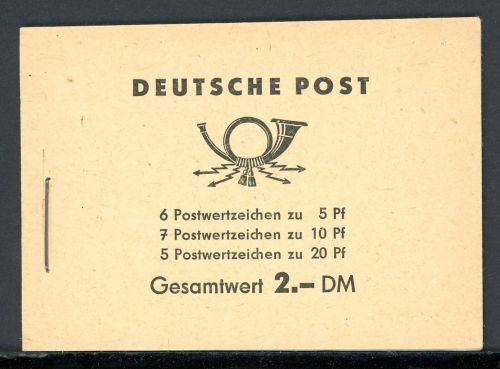 DEUTSCHE POST
6 Postwertzeichen zu 5 Pf
7 Postwertzeichen zu 10 Pf
5 Postwertzeichen zu 20 Pf
Gesamtwert 2.– DM